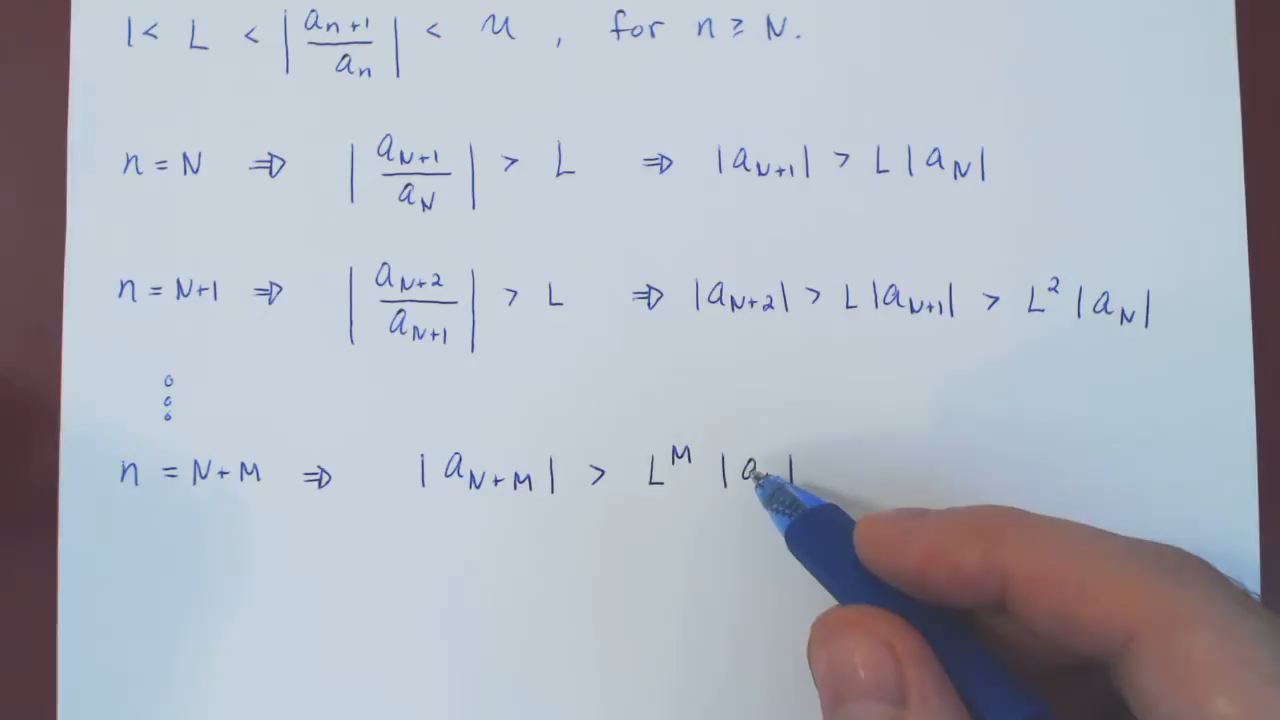 1 < L < | a_{n+1} / a_n | < M , for n ≥ N.
n = N ⇒ | a_{N+1} / a_N | > L ⇒ |a_{N+1}| > L |a_N|
n = N+1 ⇒ | a_{N+2} / a_{N+1} | > L ⇒ |a_{N+2}| > L |a_{N+1}| > L^2 |a_N|
⋮
n = N+M ⇒ | a_{N+M} | > L^M |a